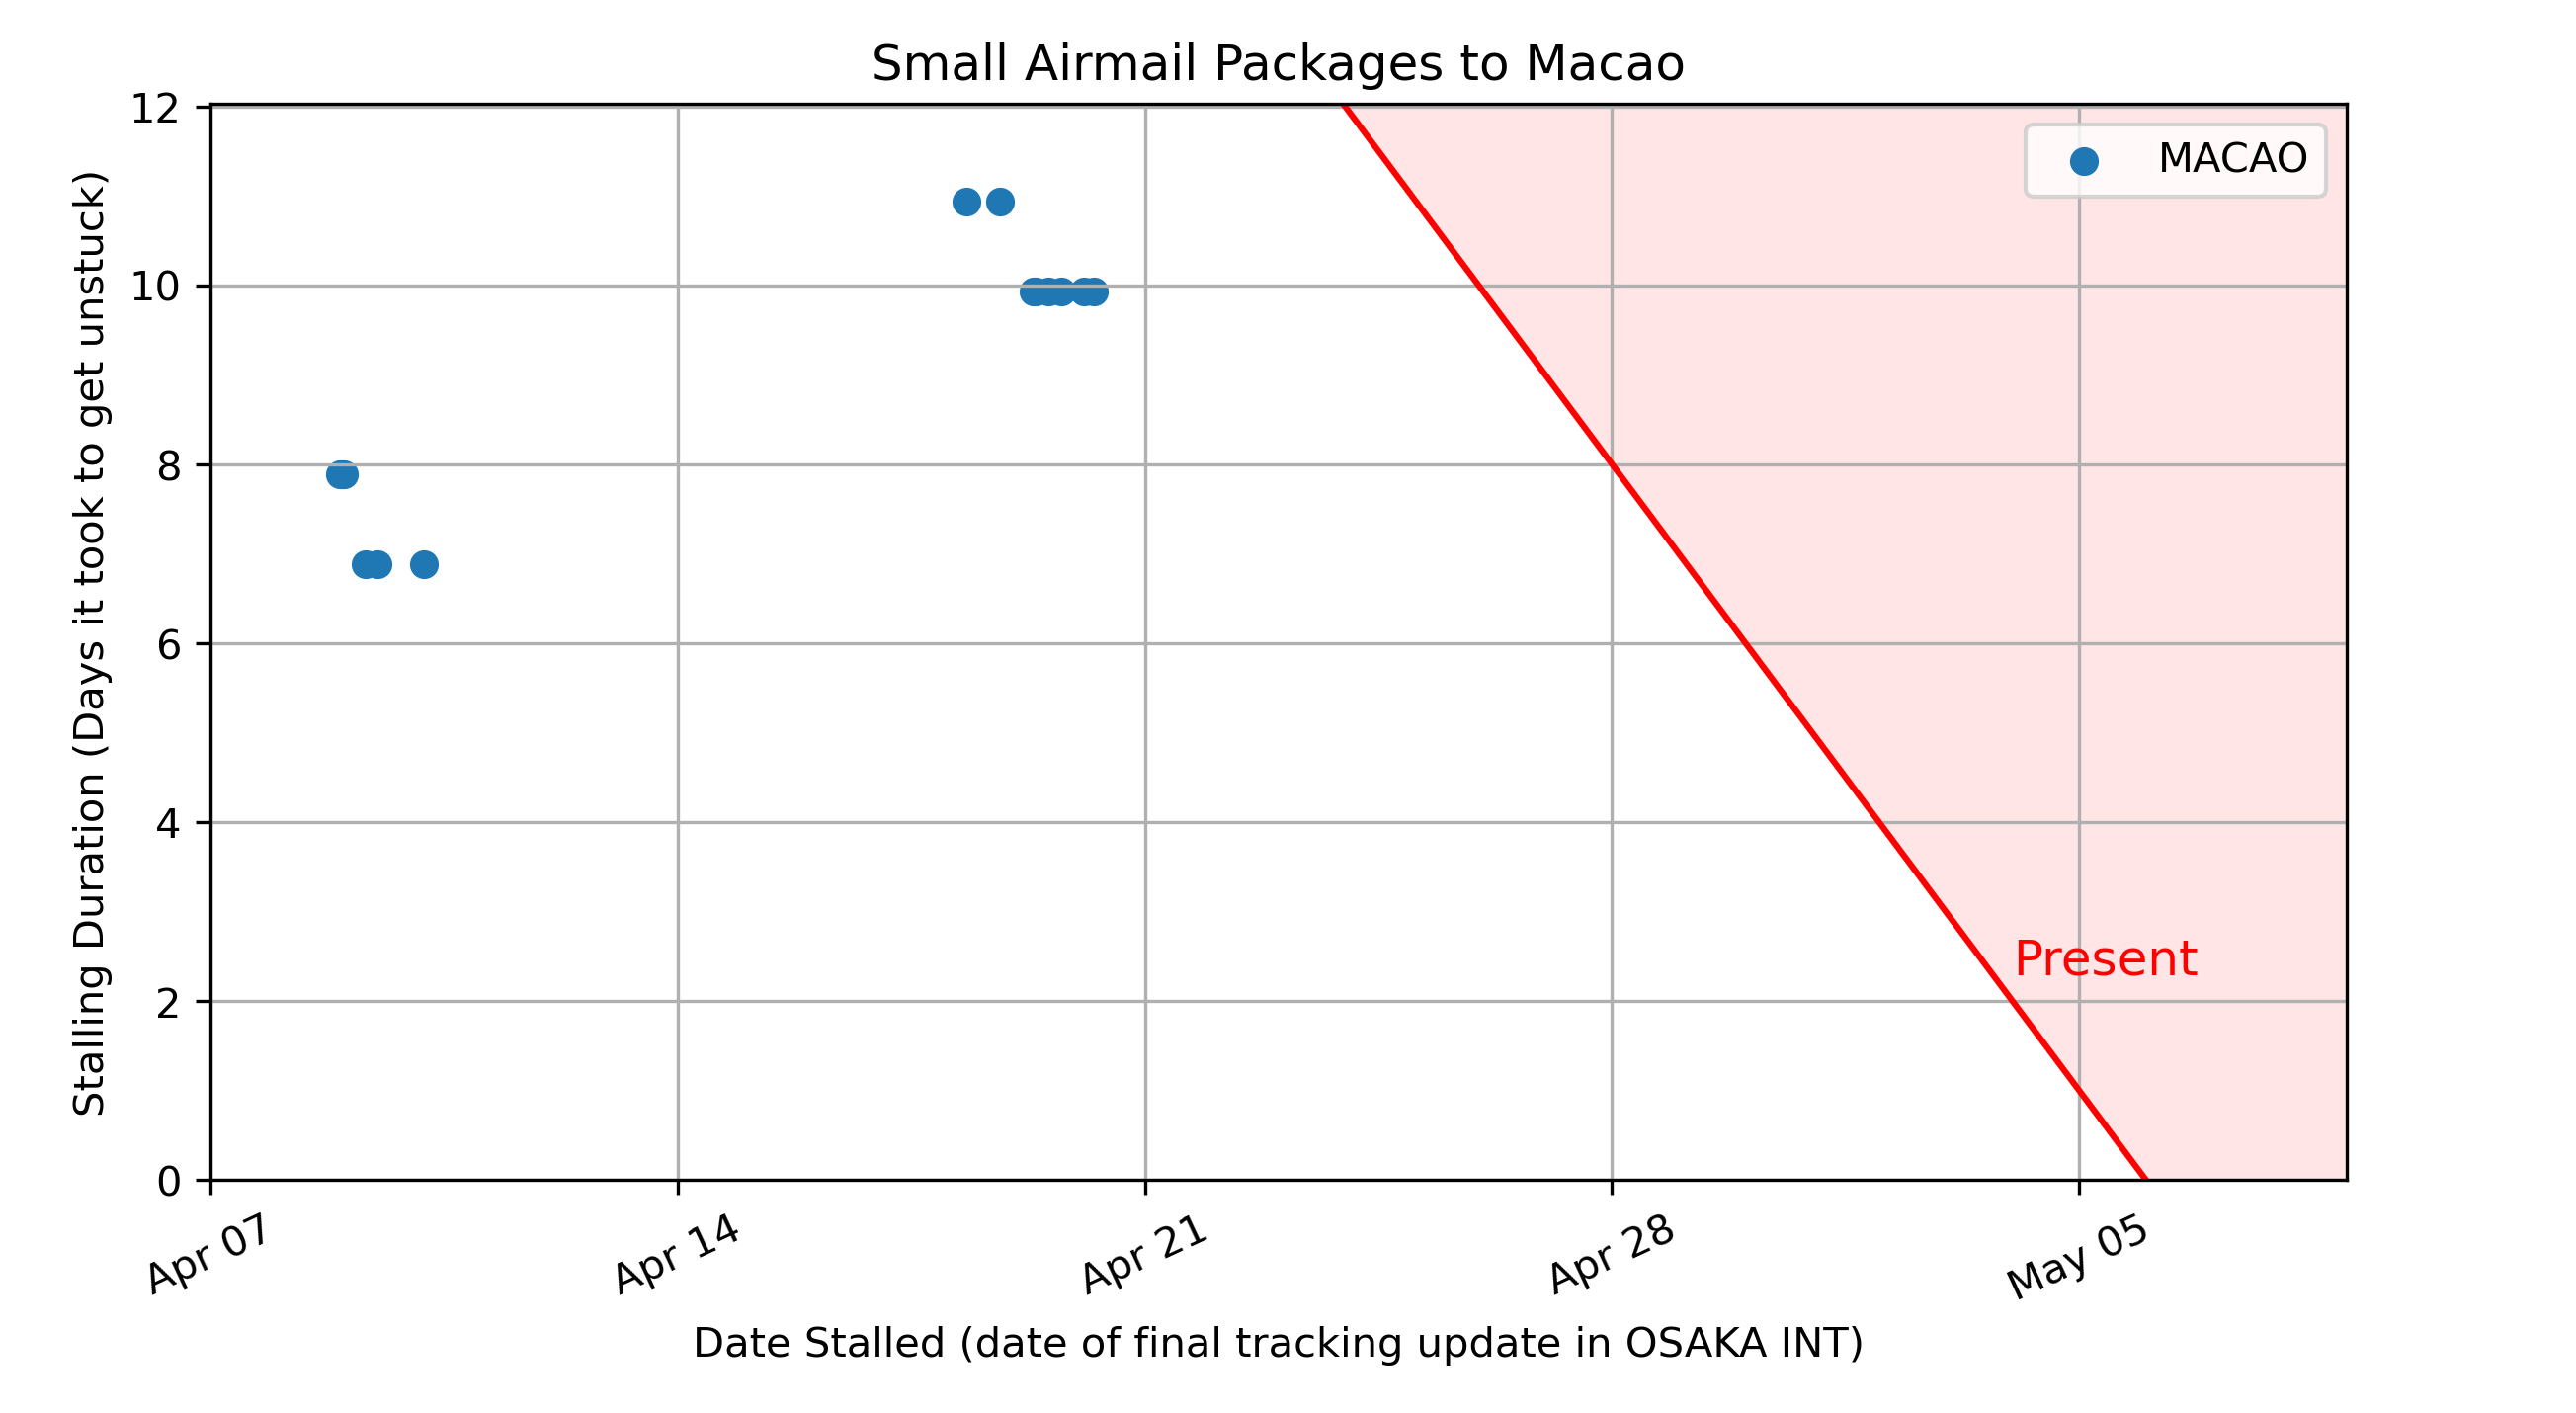 Small Airmail Packages to Macao
MACAO
Stalling Duration (Days it took to get unstuck)
12
10
8
6
4
2
0
Present
Apr 07
Apr 14
Apr 21
Apr 28
May 05
Date Stalled (date of final tracking update in OSAKA INT)